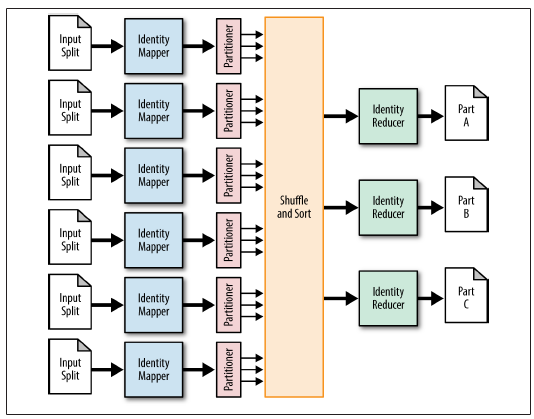 Input
Split
Identity
Mapper
Partitioner
Input
Split
Identity
Mapper
Partitioner
Input
Split
Identity
Mapper
Partitioner
Input
Split
Identity
Mapper
Partitioner
Input
Split
Identity
Mapper
Partitioner
Input
Split
Identity
Mapper
Partitioner
Shuffle
and Sort
Identity
Reducer
Part
A
Identity
Reducer
Part
B
Identity
Reducer
Part
C